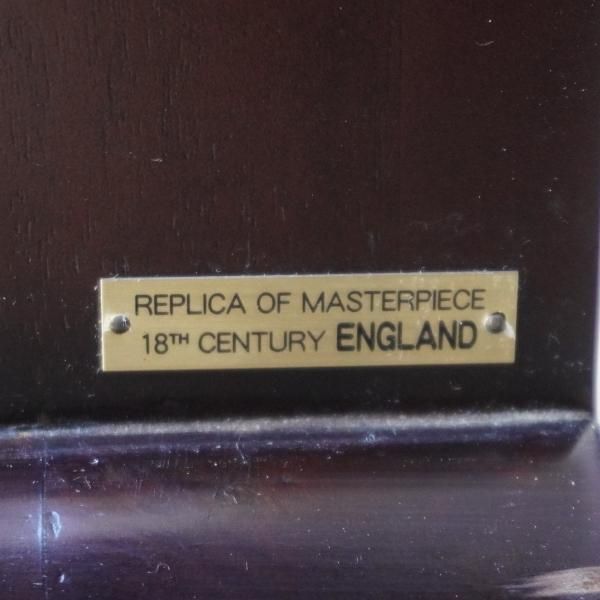 REPLICA OF MASTERPIECE
18TH CENTURY ENGLAND